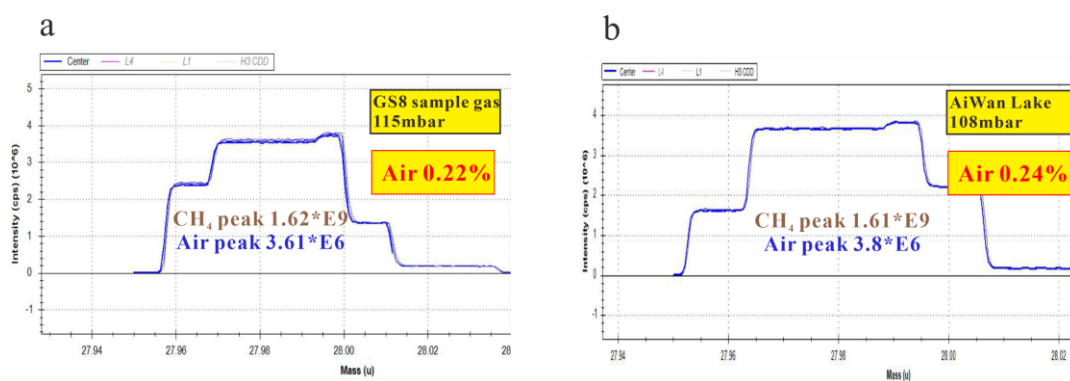 a
Center L4 L1 H3 CDD
GS8 sample gas
115mbar
Air 0.22%
CH₄ peak 1.62*E9
Air peak 3.61*E6
Intensity (cps) (10^6)
5
4
3
2
1
0
-1
27.94 27.96 27.98 28.00 28.02 28
Mass (u)
b
Center L4 L1 H3 CDD
AiWan Lake
108mbar
Air 0.24%
CH₄ peak 1.61*E9
Air peak 3.8*E6
Intensity (cps) (10^6)
4
3
2
1
0
-1
27.94 27.96 27.98 28.00 28.02
Mass (u)